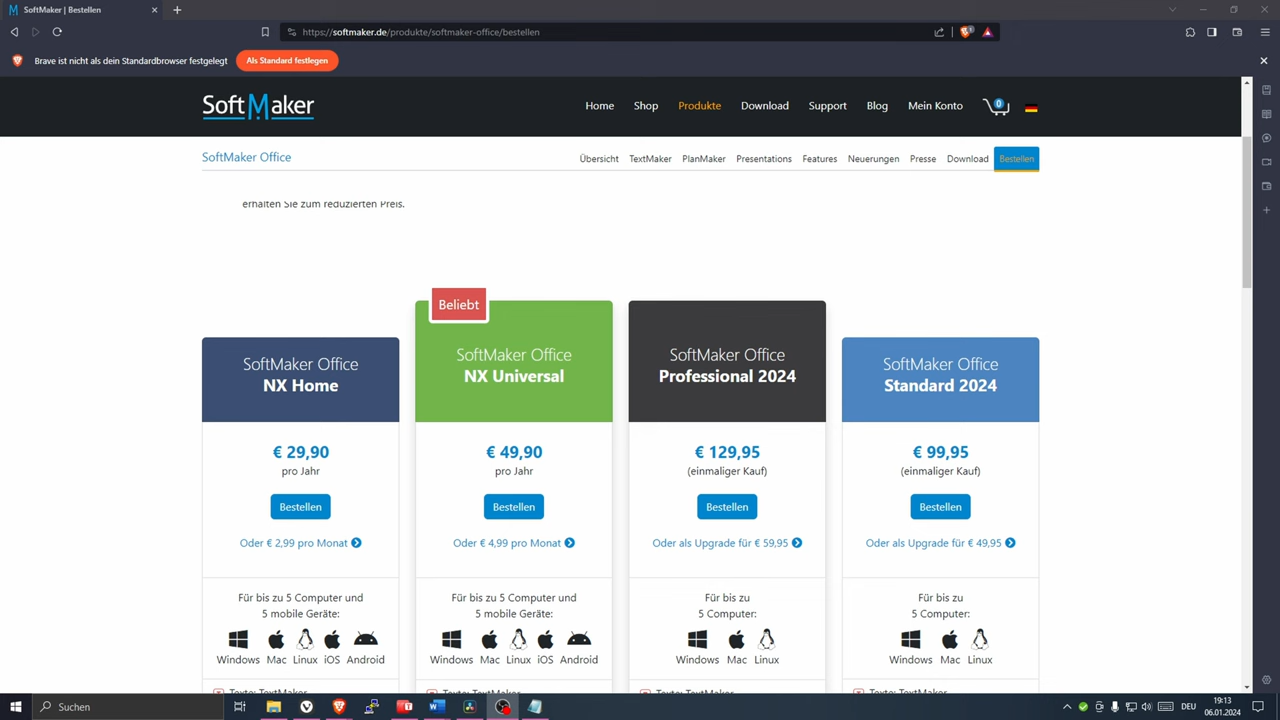 SoftMaker | Bestellen
https://softmaker.de/produkte/softmaker-office/bestellen
Brave ist nicht als dein Standardbrowser festgelegt
Als Standard festlegen
SoftMaker
Home
Shop
Produkte
Download
Support
Blog
Mein Konto
0
SoftMaker Office
Übersicht
TextMaker
PlanMaker
Presentations
Features
Neuerungen
Presse
Download
Bestellen
erhalten Sie zum reduzierten Preis.
Beliebt
SoftMaker Office
NX Home
€ 29,90
pro Jahr
Bestellen
Oder € 2,99 pro Monat
Für bis zu 5 Computer und
5 mobile Geräte:
Windows Mac Linux iOS Android
Texte: TextMaker
SoftMaker Office
NX Universal
€ 49,90
pro Jahr
Bestellen
Oder € 4,99 pro Monat
Für bis zu 5 Computer und
5 mobile Geräte:
Windows Mac Linux iOS Android
Texte: TextMaker
SoftMaker Office
Professional 2024
€ 129,95
(einmaliger Kauf)
Bestellen
Oder als Upgrade für € 59,95
Für bis zu
5 Computer:
Windows Mac Linux
Texte: TextMaker
SoftMaker Office
Standard 2024
€ 99,95
(einmaliger Kauf)
Bestellen
Oder als Upgrade für € 49,95
Für bis zu
5 Computer:
Windows Mac Linux
Texte: TextMaker
Suchen
DEU
19:13
06.01.2024